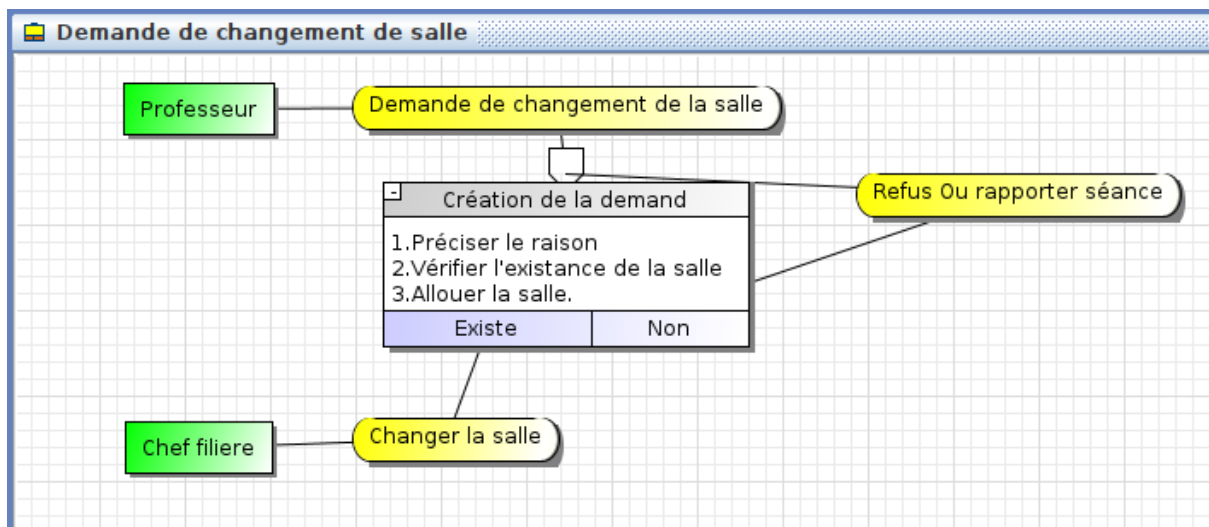 Demande de changement de salle
Professeur
Demande de changement de la salle
-
Création de la demand
Refus Ou rapporter séance
1.Préciser le raison
2.Vérifier l'existance de la salle
3.Allouer la salle.
Existe
Non
Chef filiere
Changer la salle